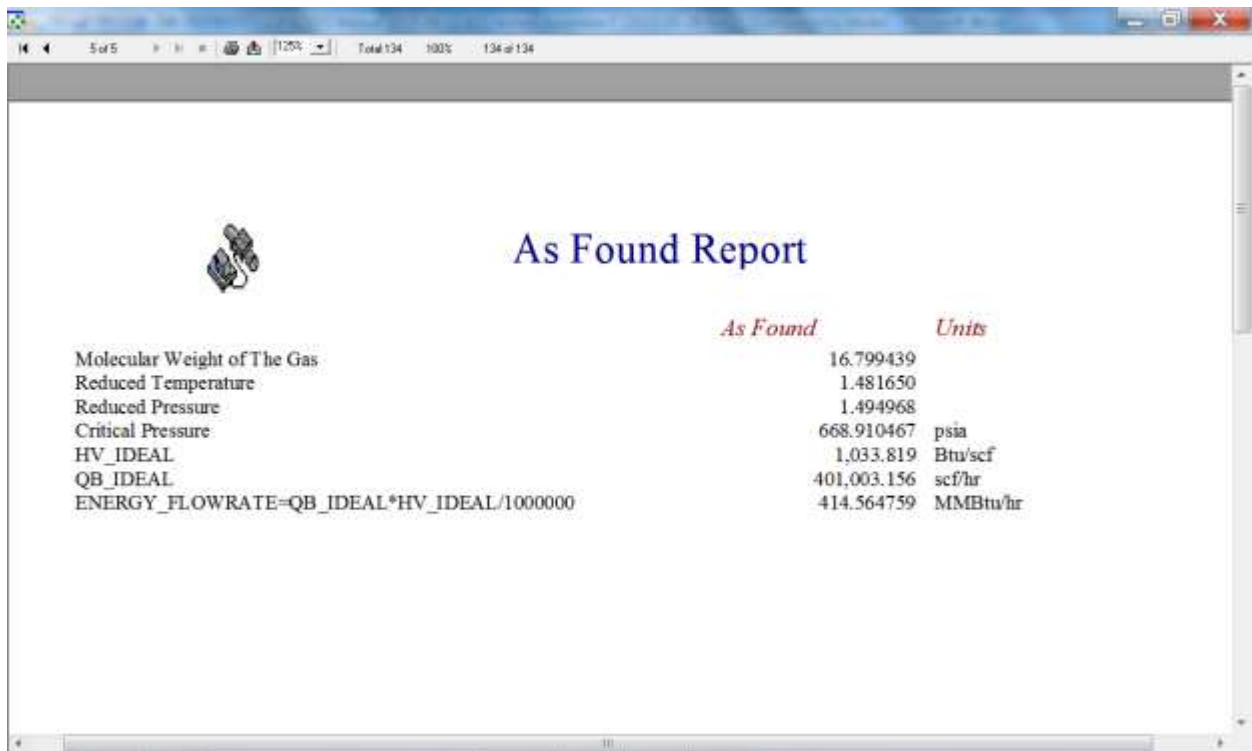 5 of 5 125% Total:134 100% 134 of 134
As Found Report
As Found Units
Molecular Weight of The Gas 16.799439
Reduced Temperature 1.481650
Reduced Pressure 1.494968
Critical Pressure 668.910467 psia
HV_IDEAL 1,033.819 Btu/scf
QB_IDEAL 401,003.156 scf/hr
ENERGY_FLOWRATE=QB_IDEAL*HV_IDEAL/1000000 414.564759 MMBtu/hr